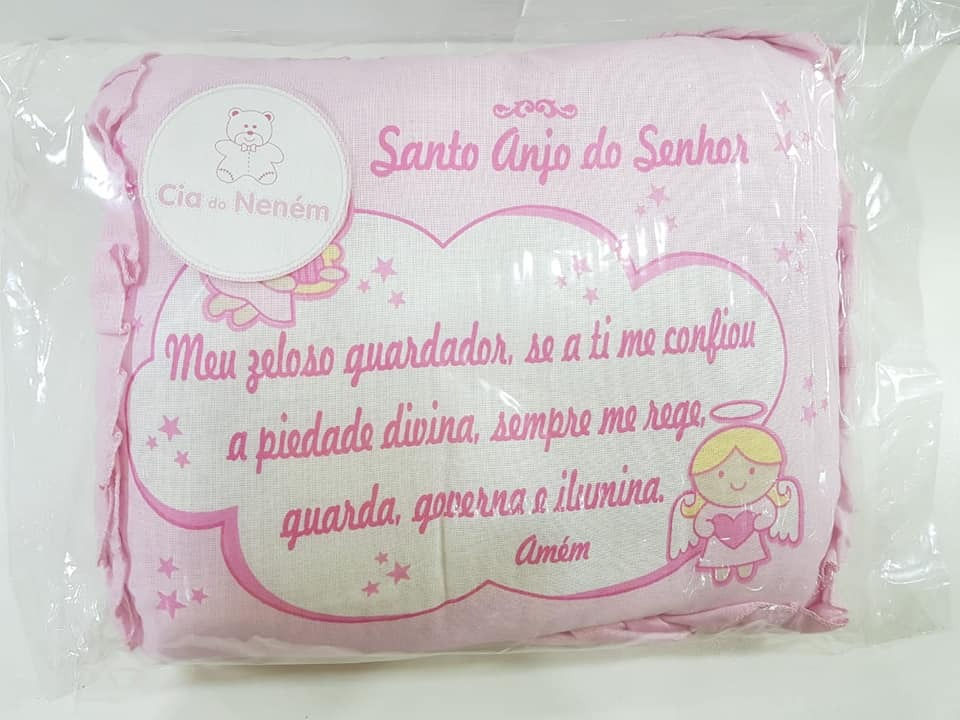 Cia do Neném
Santo Anjo do Senhor
Meu zeloso guardador, se a ti me confiou
a piedade divina, sempre me rege,
guarda, governa e ilumina.
Amém